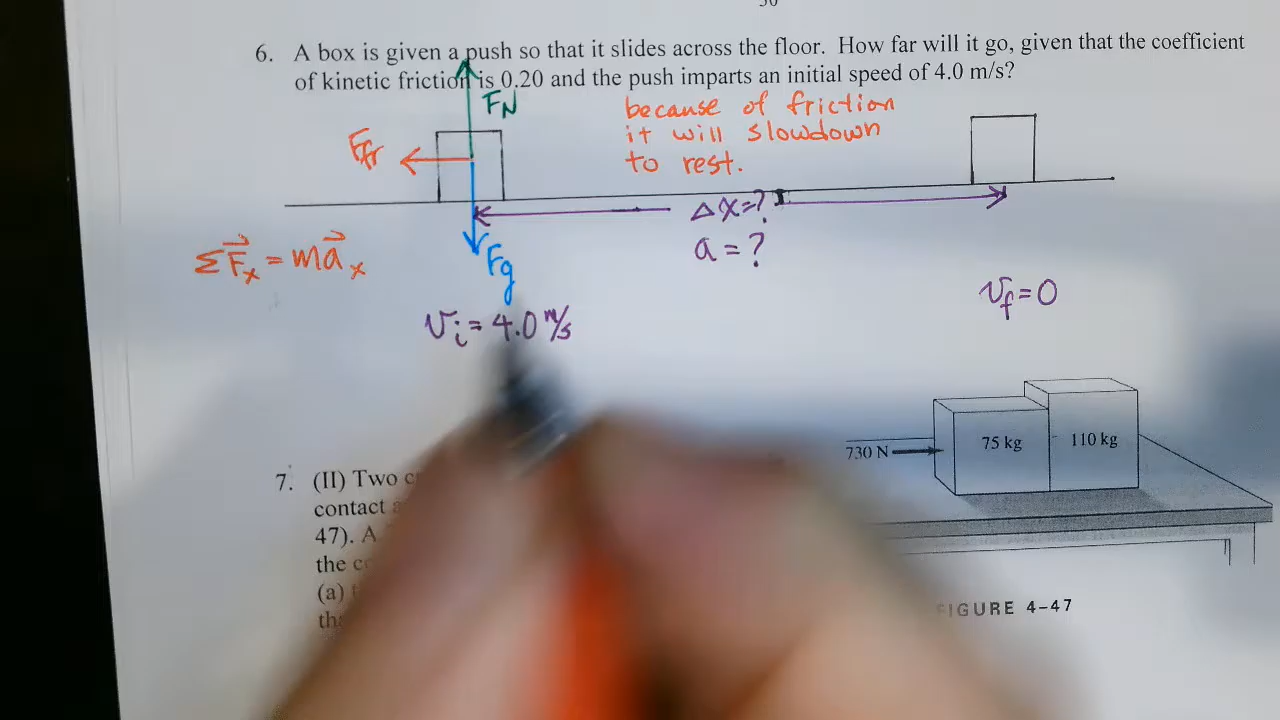 6. A box is given a push so that it slides across the floor. How far will it go, given that the coefficient
of kinetic friction is 0.20 and the push imparts an initial speed of 4.0 m/s?
FN
because of friction
it will slowdown
to rest.
Ffr
Δx=?
a=?
ΣF⃗x = ma⃗x
Fg
vi = 4.0 m/s
vf = 0
730 N
75 kg
110 kg
7. (II) Two
contact
47). A
the
(a)
FIGURE 4-47